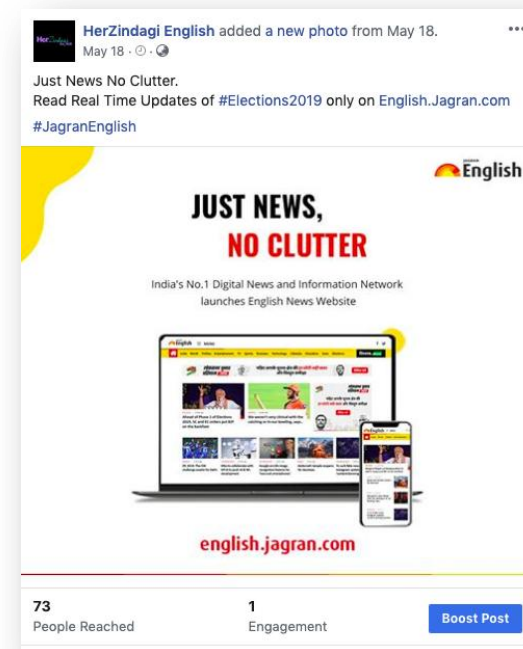 HerZindagi English added a new photo from May 18.
May 18
Just News No Clutter.
Read Real Time Updates of #Elections2019 only on English.Jagran.com
#JagranEnglish
English
JUST NEWS,
NO CLUTTER
India's No.1 Digital News and Information Network
launches English News Website
english.jagran.com
73
People Reached
1
Engagement
Boost Post